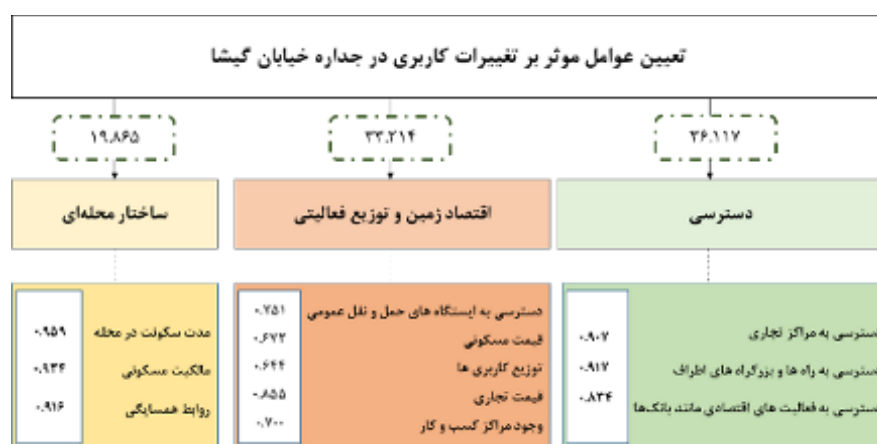 تعیین عوامل موثر بر تغییرات کاربری در جداره خیابان گیشا
۳۶.۱۱۷
۳۳.۲۱۴
۱۹.۸۶۵
دسترسی
اقتصاد زمین و توزیع فعالیتی
ساختار محله‌ای
دسترسی به مراکز تجاری ۰.۹۰۷
دسترسی به راه ها و بزرگراه های اطراف ۰.۹۱۷
دسترسی به فعالیت های اقتصادی مانند بانک‌ها ۰.۸۳۴
دسترسی به ایستگاه های حمل و نقل عمومی ۰.۷۵۱
قیمت مسکونی ۰.۶۷۳
توزیع کاربری ها ۰.۶۴۴
قیمت تجاری ۰.۸۵۵
وجود مراکز کسب و کار ۰.۷۰۰
مدت سکونت در محله ۰.۹۵۹
مالکیت مسکونی ۰.۹۳۴
روابط همسایگی ۰.۹۱۶